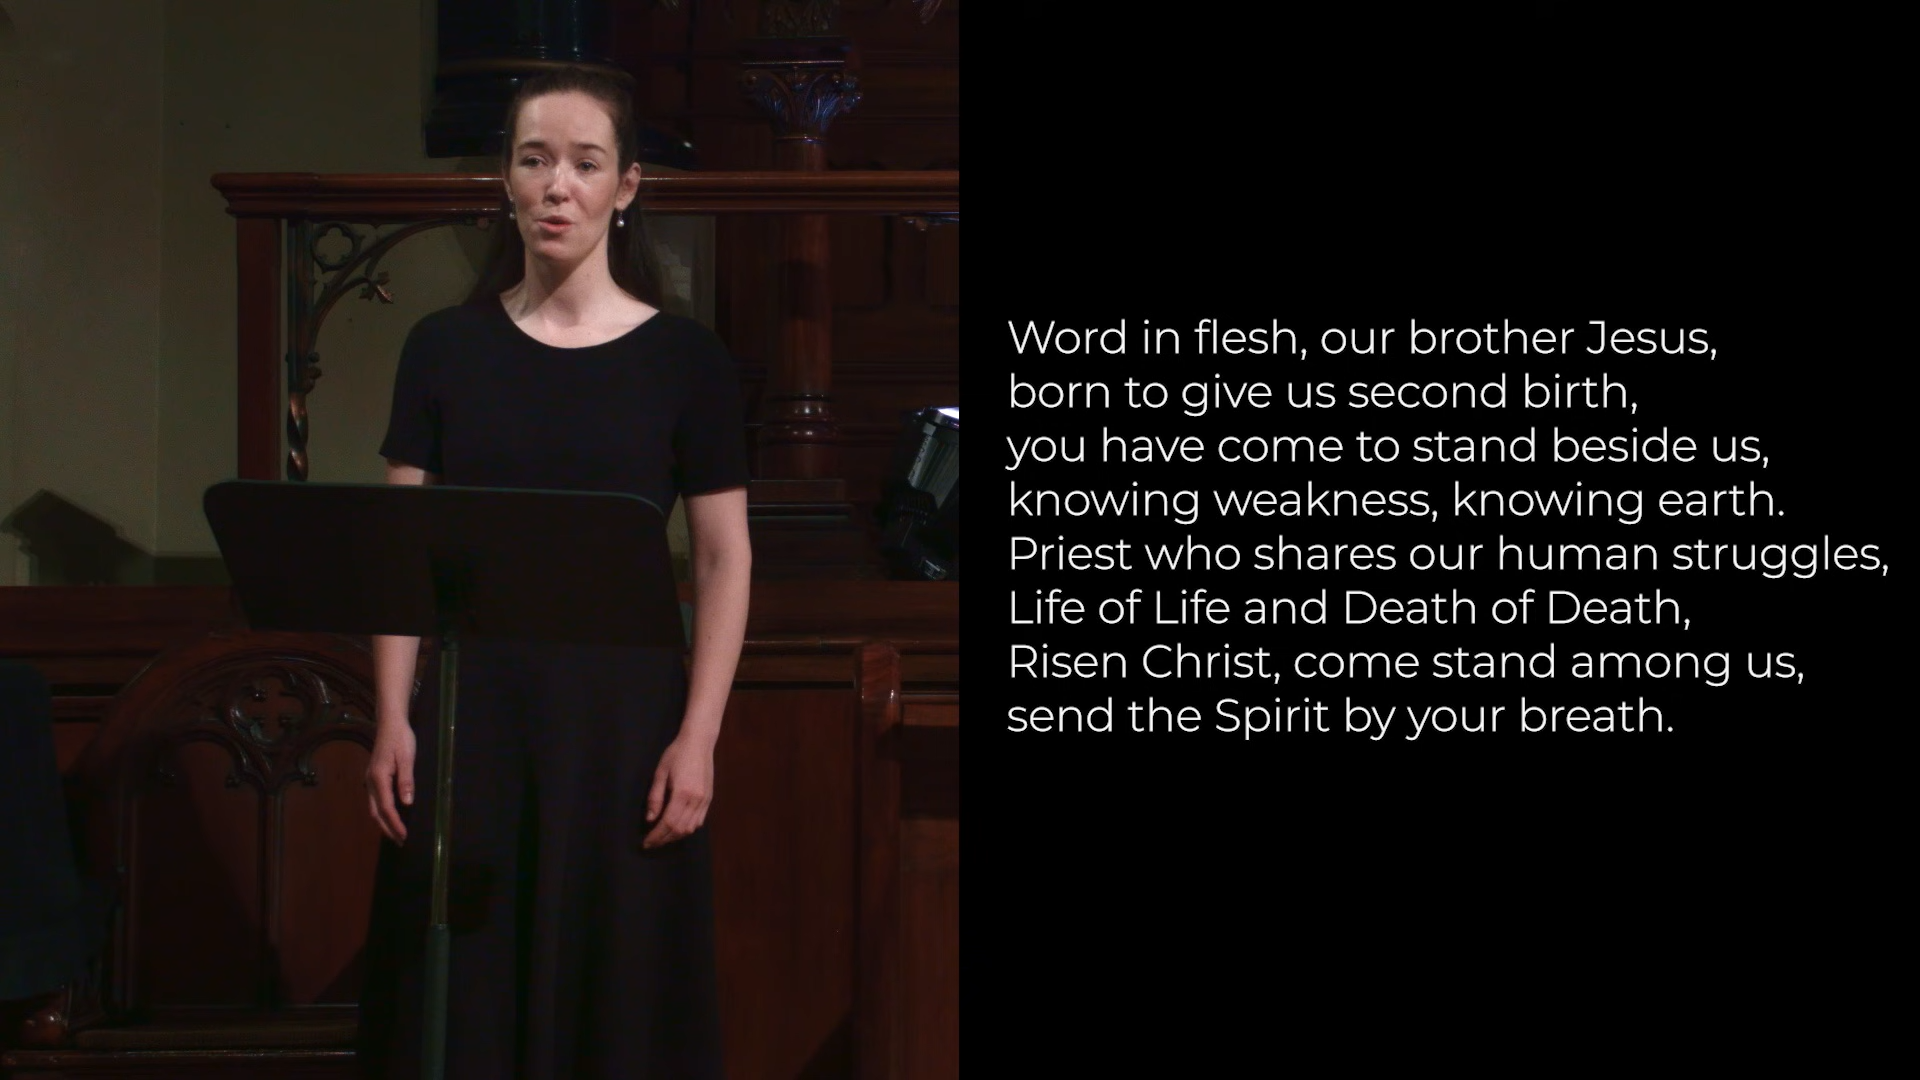 Word in flesh, our brother Jesus,
born to give us second birth,
you have come to stand beside us,
knowing weakness, knowing earth.
Priest who shares our human struggles,
Life of Life and Death of Death,
Risen Christ, come stand among us,
send the Spirit by your breath.